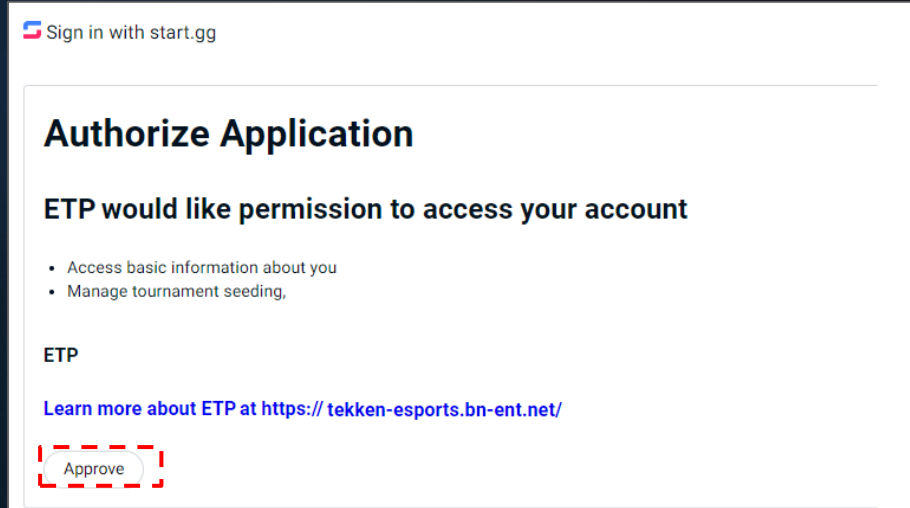 Sign in with start.gg
Authorize Application
ETP would like permission to access your account
• Access basic information about you
• Manage tournament seeding,
ETP
Learn more about ETP at https:// tekken-esports.bn-ent.net/
Approve